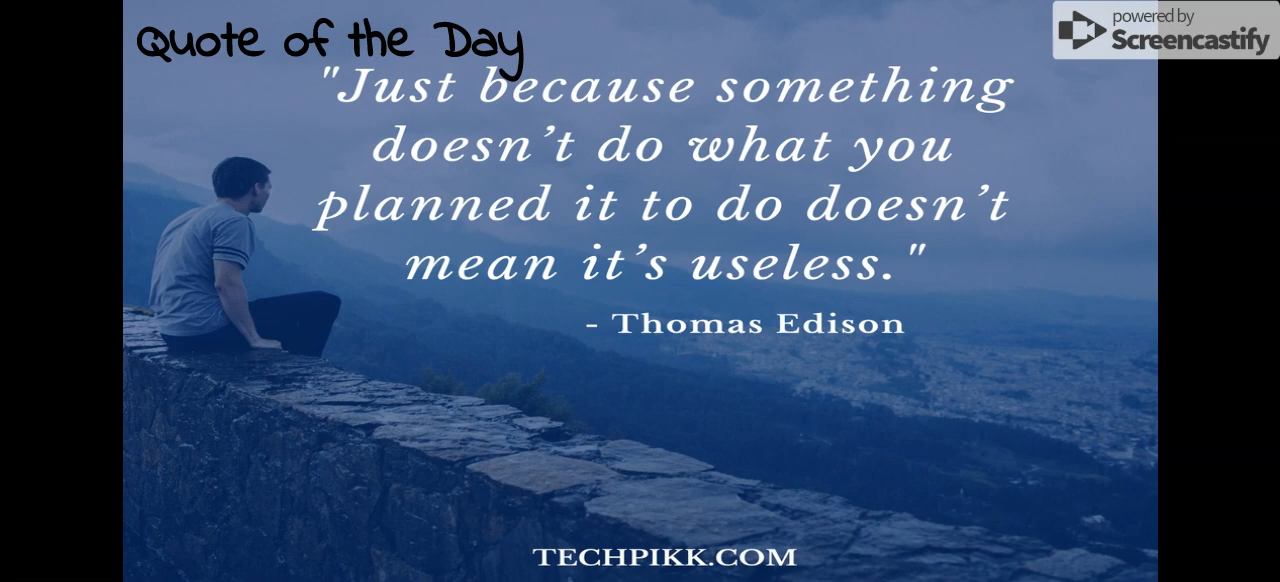 Quote of the Day
powered by
Screencastify
"Just because something
doesn’t do what you
planned it to do doesn’t
mean it’s useless."
- Thomas Edison
TECHPIKK.COM